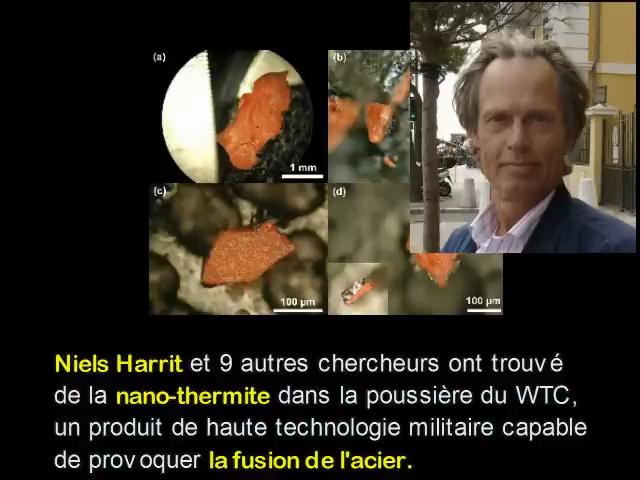 (a)
(b)
1 mm
(c)
(d)
100 µm
100 µm
Niels Harrit et 9 autres chercheurs ont trouvé
de la nano-thermite dans la poussière du WTC,
un produit de haute technologie militaire capable
de provoquer la fusion de l'acier.